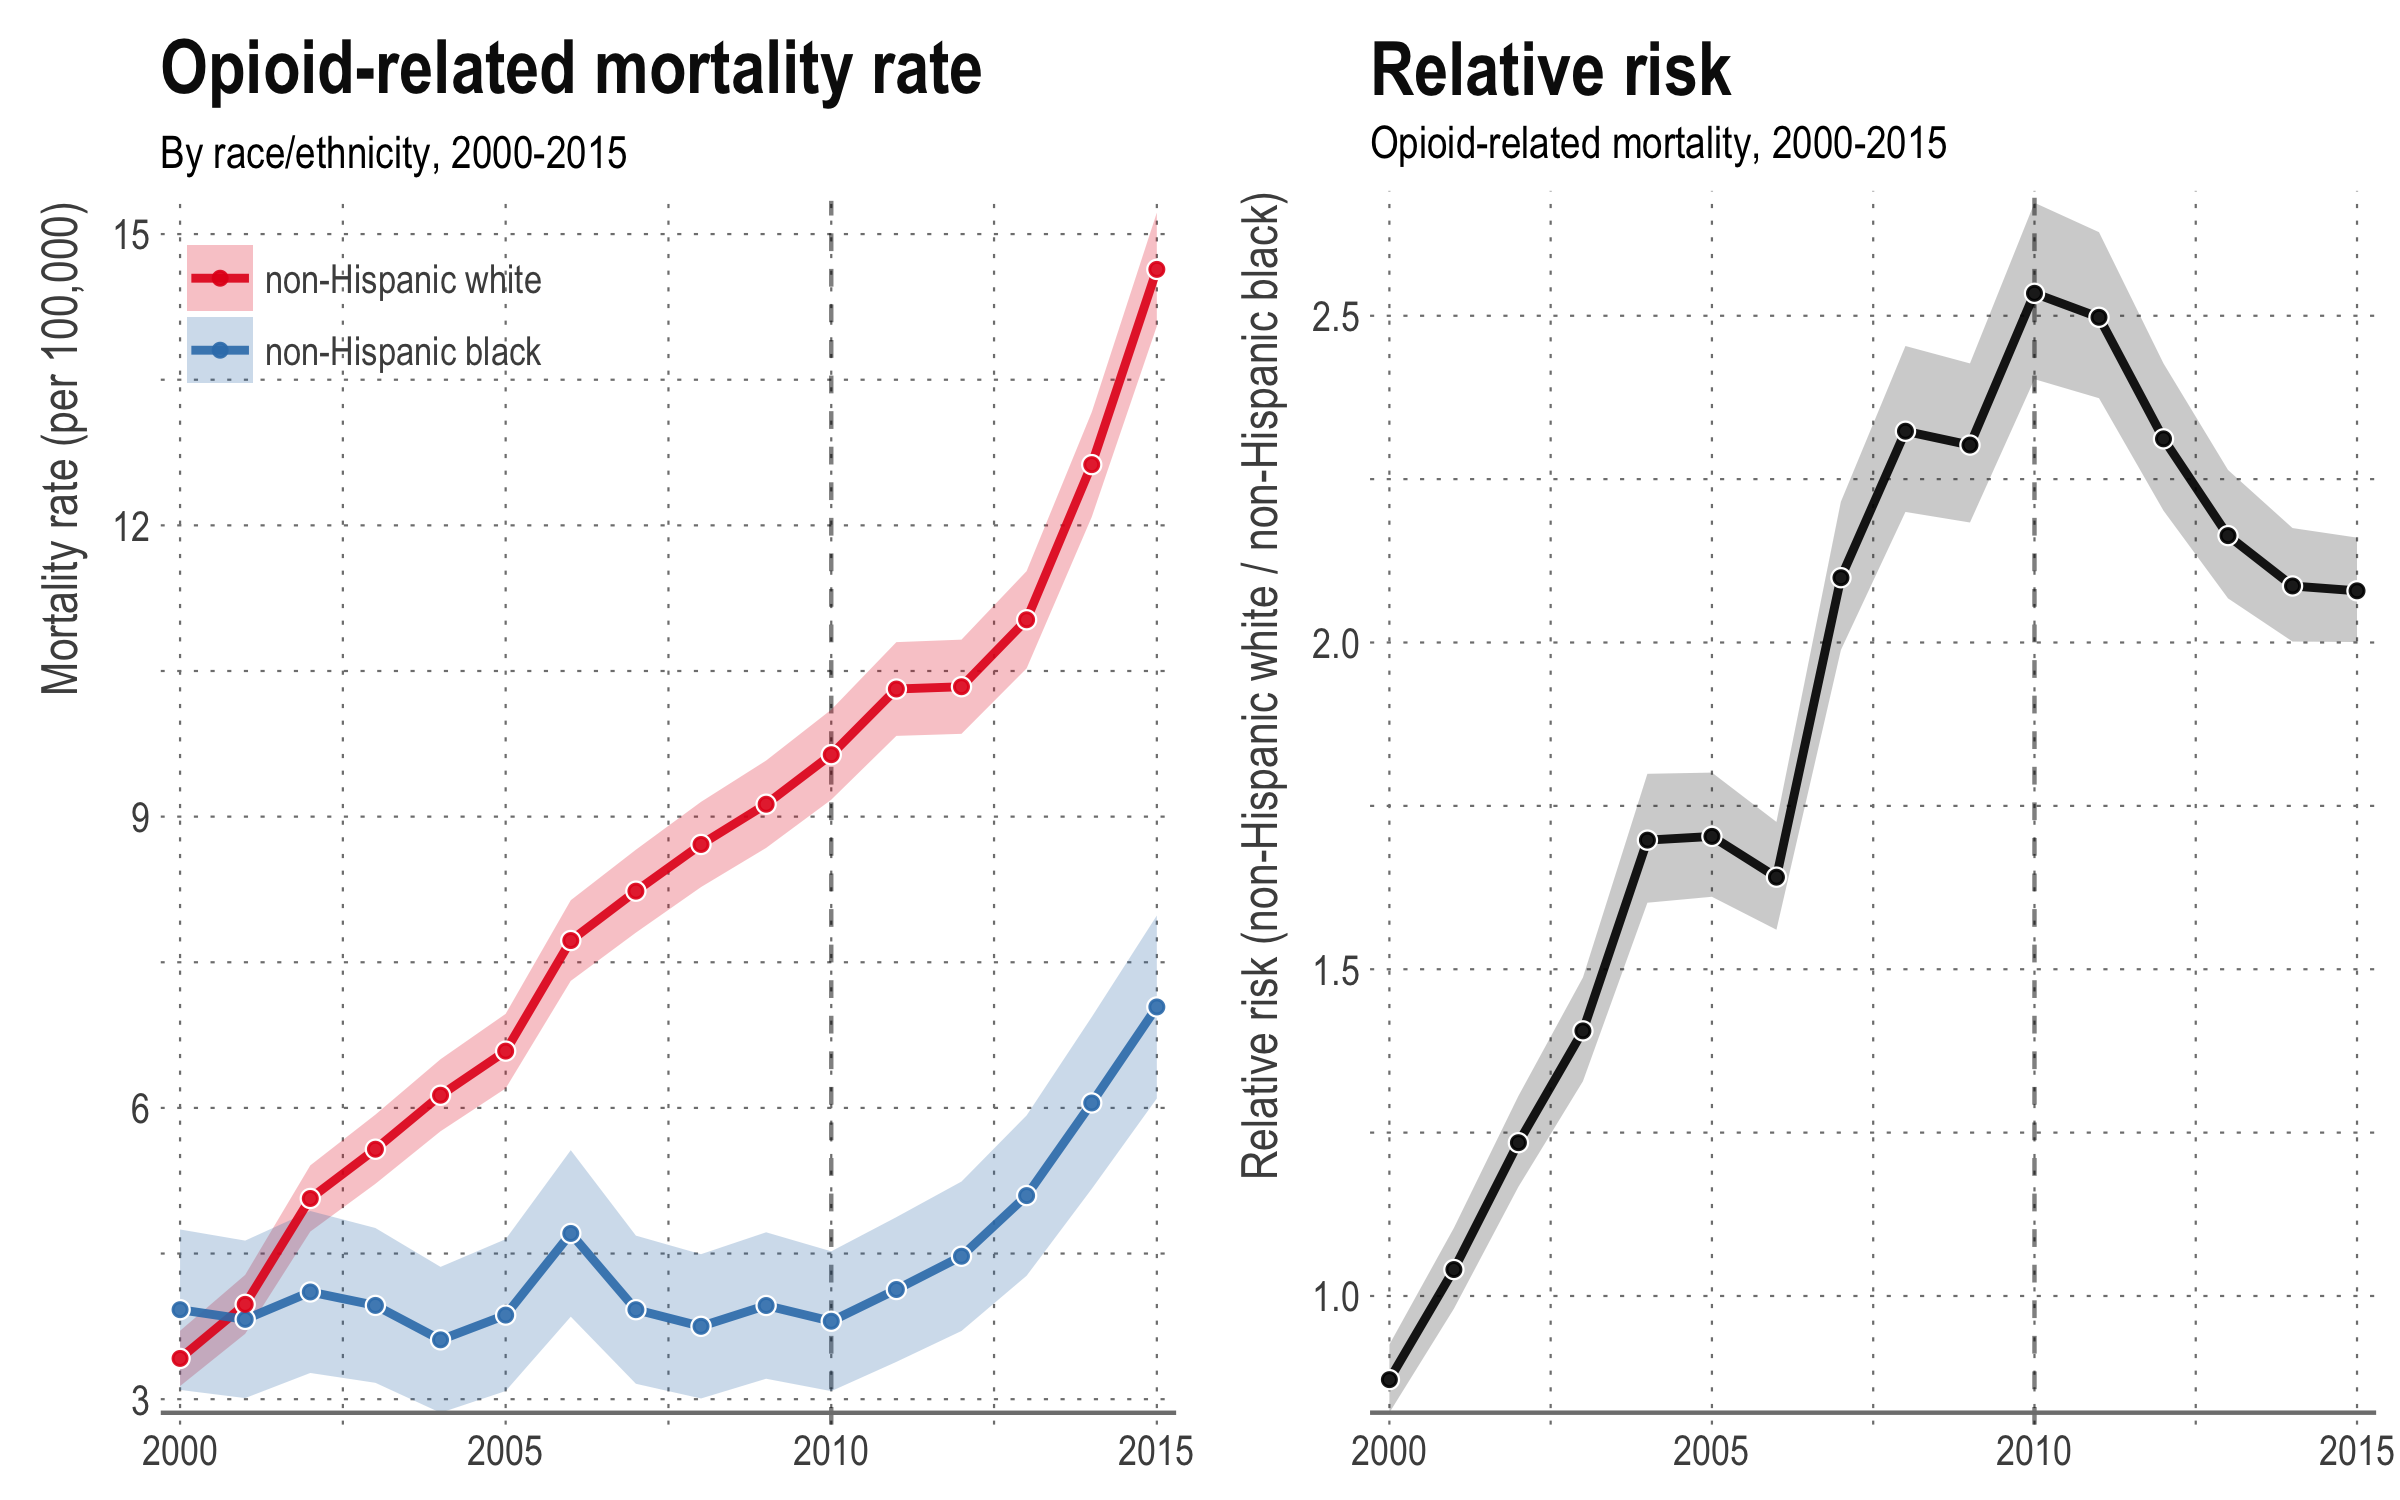 Opioid-related mortality rate
By race/ethnicity, 2000-2015
Mortality rate (per 100,000)
15
12
9
6
3
non-Hispanic white
non-Hispanic black
2000
2005
2010
2015
Relative risk
Opioid-related mortality, 2000-2015
Relative risk (non-Hispanic white / non-Hispanic black)
2.5
2.0
1.5
1.0
2000
2005
2010
2015